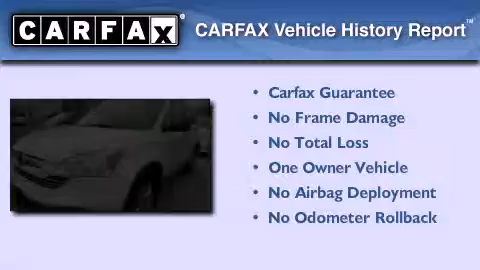 CARFAX®
CARFAX Vehicle History Report™
• Carfax Guarantee
• No Frame Damage
• No Total Loss
• One Owner Vehicle
• No Airbag Deployment
• No Odometer Rollback